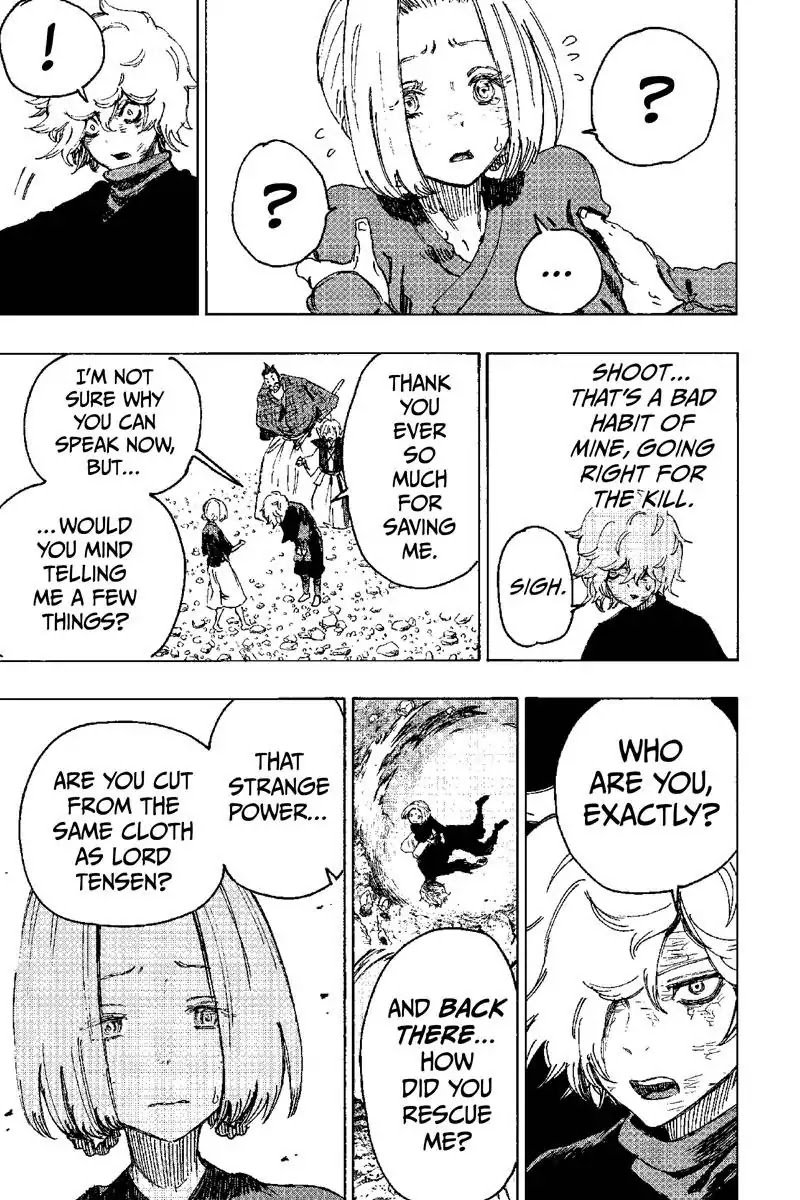 ?
?
...
!
SHOOT...
THAT'S A BAD
HABIT OF
MINE, GOING
RIGHT FOR
THE KILL.
SIGH.
THANK
YOU
EVER
SO
MUCH
FOR
SAVING
ME.
I'M NOT
SURE WHY
YOU CAN
SPEAK NOW,
BUT...
...WOULD
YOU MIND
TELLING
ME A FEW
THINGS?
WHO
ARE YOU,
EXACTLY?
AND BACK
THERE...
HOW
DID YOU
RESCUE
ME?
THAT
STRANGE
POWER...
ARE YOU CUT
FROM THE
SAME CLOTH
AS LORD
TENSEN?